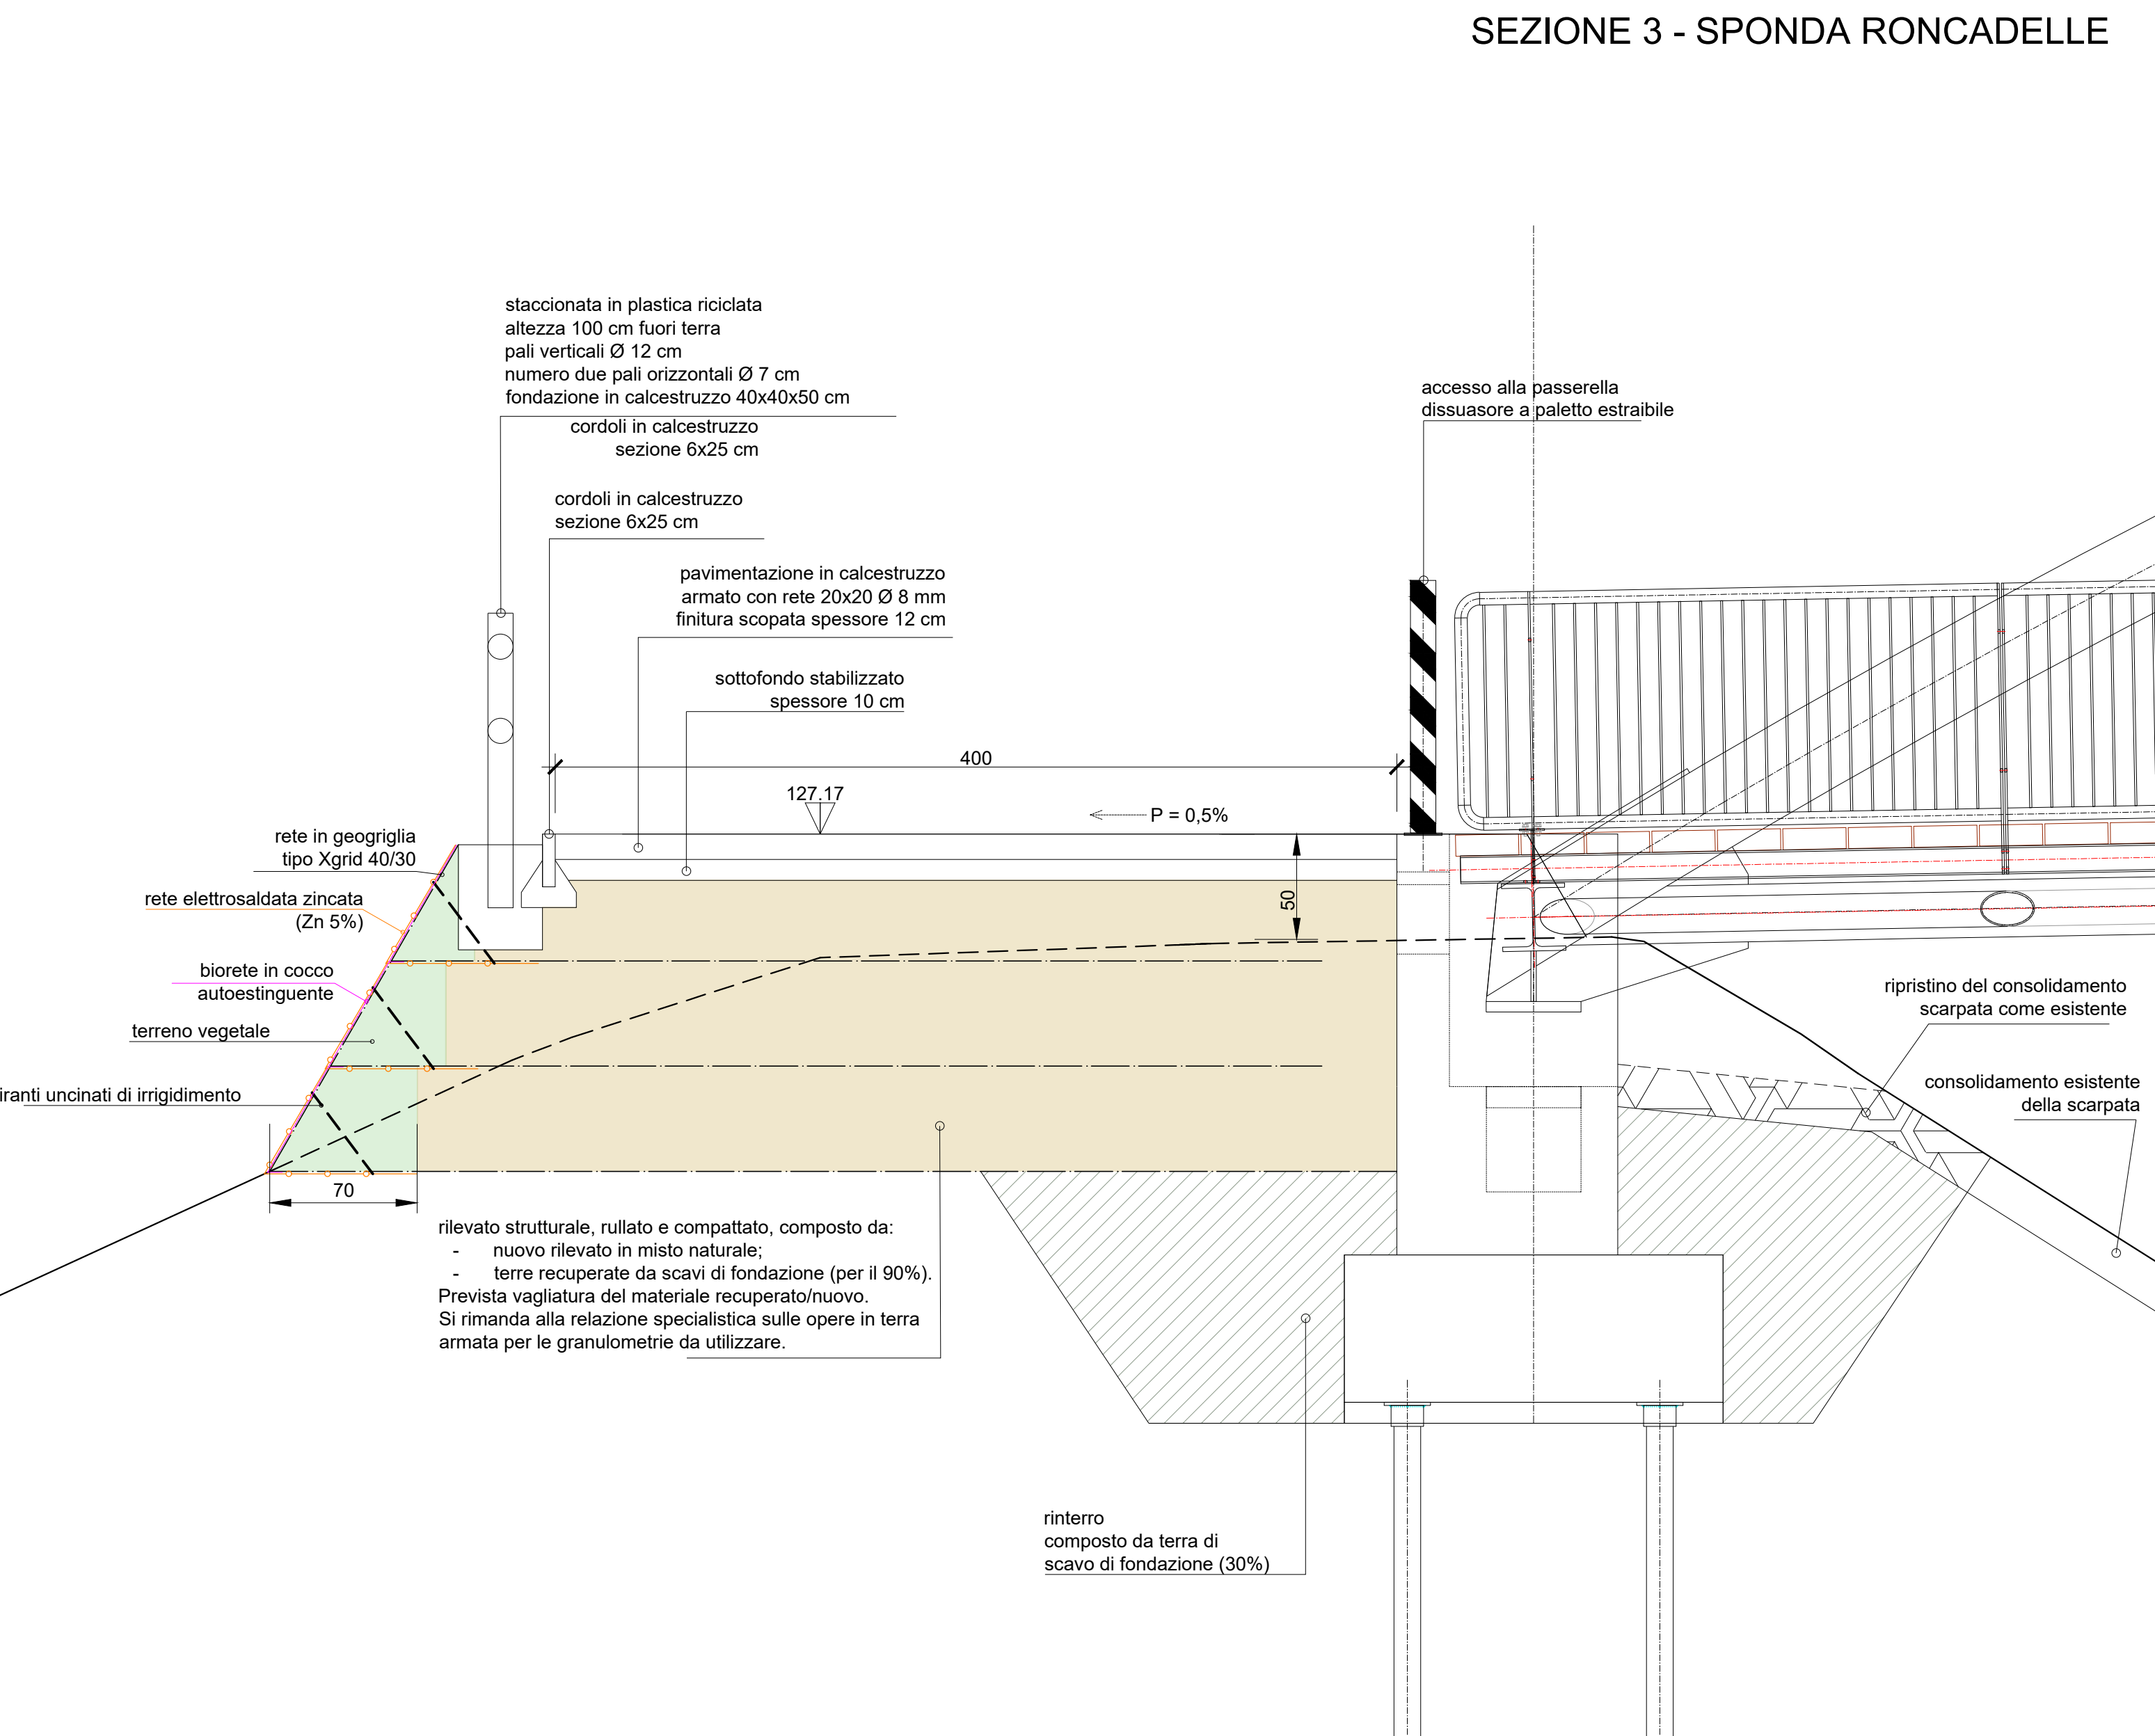 SEZIONE 3 - SPONDA RONCADELLE
staccionata in plastica riciclata
altezza 100 cm fuori terra
pali verticali Ø 12 cm
numero due pali orizzontali Ø 7 cm
fondazione in calcestruzzo 40x40x50 cm
cordoli in calcestruzzo
sezione 6x25 cm
accesso alla passerella
dissuasore a paletto estraibile
cordoli in calcestruzzo
sezione 6x25 cm
pavimentazione in calcestruzzo
armato con rete 20x20 Ø 8 mm
finitura scopata spessore 12 cm
sottofondo stabilizzato
spessore 10 cm
400
127.17
P = 0,5%
50
rete in geogriglia
tipo Xgrid 40/30
rete elettrosaldata zincata
(Zn 5%)
biorete in cocco
autoestinguente
terreno vegetale
iranti uncinati di irrigidimento
70
ripristino del consolidamento
scarpata come esistente
consolidamento esistente
della scarpata
rilevato strutturale, rullato e compattato, composto da:
- nuovo rilevato in misto naturale;
- terre recuperate da scavi di fondazione (per il 90%).
Prevista vagliatura del materiale recuperato/nuovo.
Si rimanda alla relazione specialistica sulle opere in terra
armata per le granulometrie da utilizzare.
rinterro
composto da terra di
scavo di fondazione (30%)